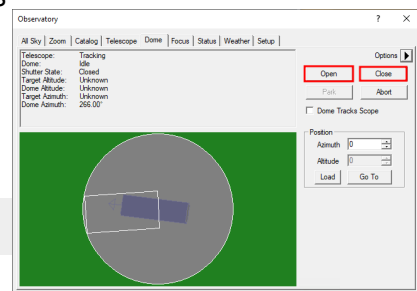 Observatory ? ×
All Sky Zoom Catalog Telescope Dome Focus Status Weather Setup
Telescope: Tracking
Dome: Idle
Shutter State: Closed
Target Altitude: Unknown
Dome Altitude: Unknown
Target Azimuth: Unknown
Dome Azimuth: 266.00°
Options
Open Close
Park Abort
Dome Tracks Scope
Position
Azimuth 0
Altitude 0
Load Go To